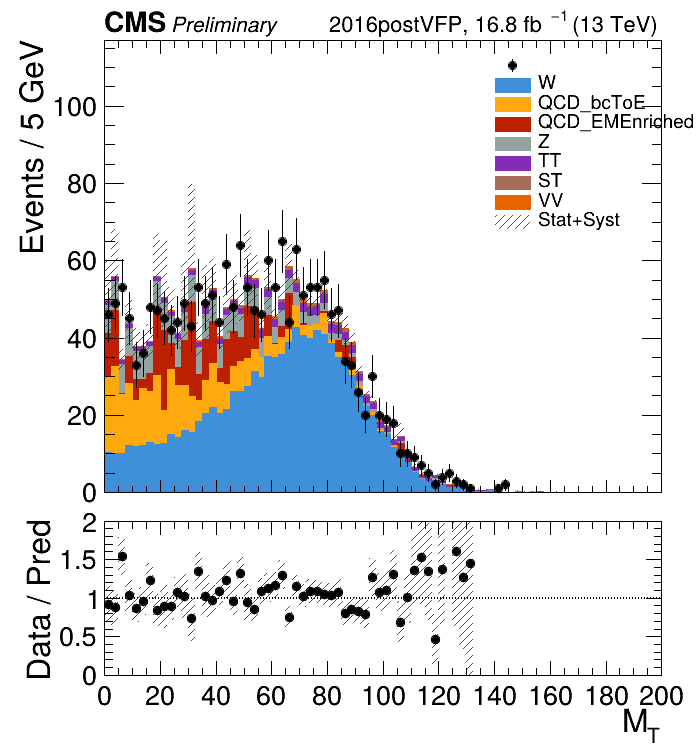 CMS Preliminary 2016postVFP, 16.8 fb⁻¹ (13 TeV)
Events / 5 GeV
100
80
60
40
20
0
W
QCD_bcToE
QCD_EMEnriched
Z
TT
ST
VV
Stat+Syst
Data / Pred
2
1.5
1
0.5
0
0 20 40 60 80 100 120 140 160 180 200
M_T